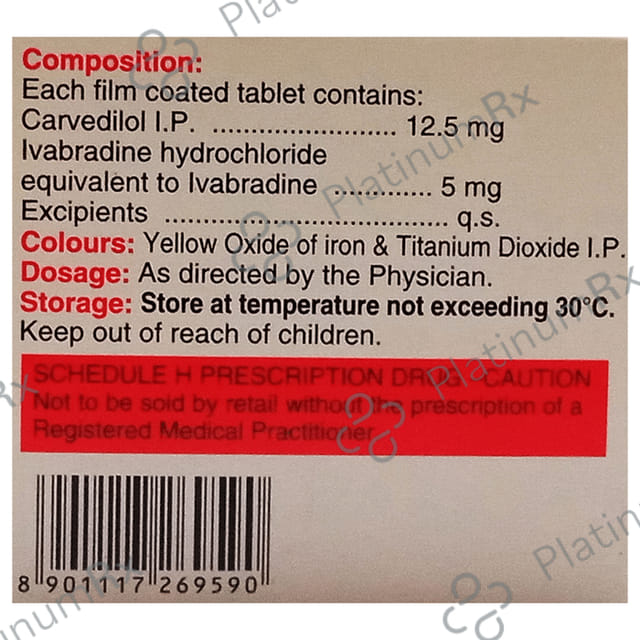 Composition:
Each film coated tablet contains:
Carvedilol I.P. ........................ 12.5 mg
Ivabradine hydrochloride
equivalent to Ivabradine ............. 5 mg
Excipients ..................................... q.s.
Colours: Yellow Oxide of iron & Titanium Dioxide I.P.
Dosage: As directed by the Physician.
Storage: Store at temperature not exceeding 30°C.
Keep out of reach of children.
SCHEDULE H PRESCRIPTION DRUG CAUTION
Not to be sold by retail without the prescription of a
Registered Medical Practitioner
8 901117 269590
PlatinumRx